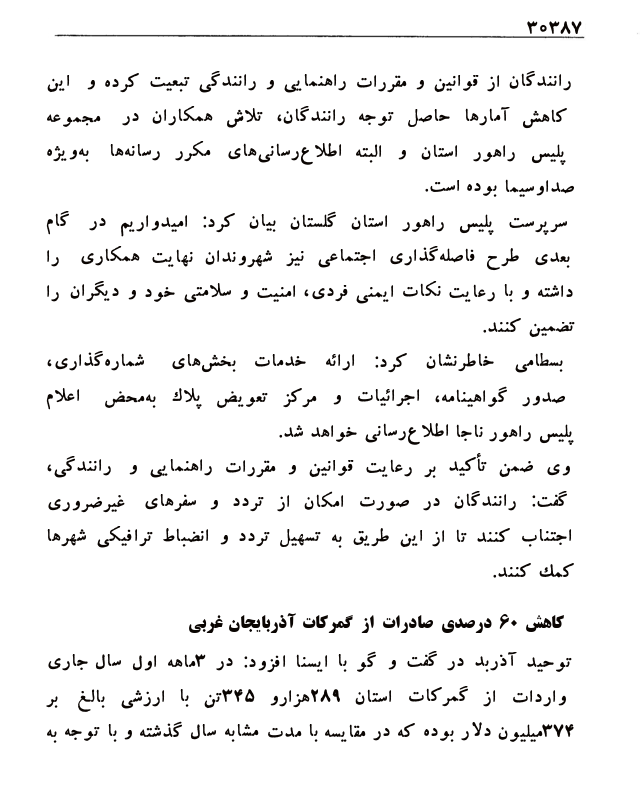 ۳۰۳۸۷
رانندگان از قوانین و مقررات راهنمایی و رانندگی تبعیت کرده و این
کاهش آمارها حاصل توجه رانندگان، تلاش همکاران در مجموعه
پلیس راهور استان و البته اطلاع‌رسانی‌های مکرر رسانه‌ها به‌ویژه
صداوسیما بوده است.
سرپرست پلیس راهور استان گلستان بیان کرد: امیدواریم در گام
بعدی طرح فاصله‌گذاری اجتماعی نیز شهروندان نهایت همکاری را
داشته و با رعایت نکات ایمنی فردی، امنیت و سلامتی خود و دیگران را
تضمین کنند.
بسطامی خاطرنشان کرد: ارائه خدمات بخش‌های شماره‌گذاری،
صدور گواهینامه، اجرائیات و مرکز تعویض پلاك به‌محض اعلام
پلیس راهور ناجا اطلاع‌رسانی خواهد شد.
وی ضمن تأکید بر رعایت قوانین و مقررات راهنمایی و رانندگی،
گفت: رانندگان در صورت امکان از تردد و سفرهای غیرضروری
اجتناب کنند تا از این طریق به تسهیل تردد و انضباط ترافیکی شهرها
کمك کنند.
کاهش ۶۰ درصدی صادرات از گمرکات آذربایجان غربی
توحید آذربد در گفت و گو با ایسنا افزود: در ۳ماهه اول سال جاری
واردات از گمرکات استان ۲۸۹هزارو ۳۴۵تن با ارزشی بالغ بر
۳۷۴میلیون دلار بوده که در مقایسه با مدت مشابه سال گذشته و با توجه به